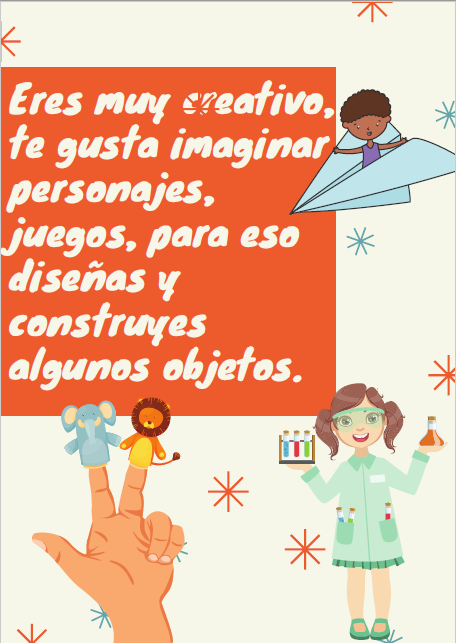 Eres muy creativo,
te gusta imaginar
personajes,
juegos, para eso
diseñas y
construyes
algunos objetos.